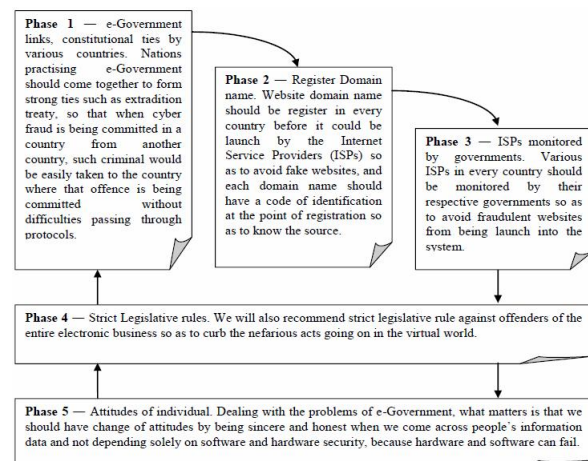 Phase 1 — e-Government
links, constitutional ties by
various countries. Nations
practising e-Government
should come together to form
strong ties such as extradition
treaty, so that when cyber
fraud is being committed in a
country from another
country, such criminal would
be easily taken to the country
where that offence is being
committed without
difficulties passing through
protocols.
Phase 2 — Register Domain
name. Website domain name
should be register in every
country before it could be
launch by the Internet
Service Providers (ISPs) so
as to avoid fake websites, and
each domain name should
have a code of identification
at the point of registration so
as to know the source.
Phase 3 — ISPs monitored
by governments. Various
ISPs in every country should
be monitored by their
respective governments so as
to avoid fraudulent websites
from being launch into the
system.
Phase 4 — Strict Legislative rules. We will also recommend strict legislative rule against offenders of the
entire electronic business so as to curb the nefarious acts going on in the virtual world.
Phase 5 — Attitudes of individual. Dealing with the problems of e-Government, what matters is that we
should have change of attitudes by being sincere and honest when we come across people´s information
data and not depending solely on software and hardware security, because hardware and software can fail.